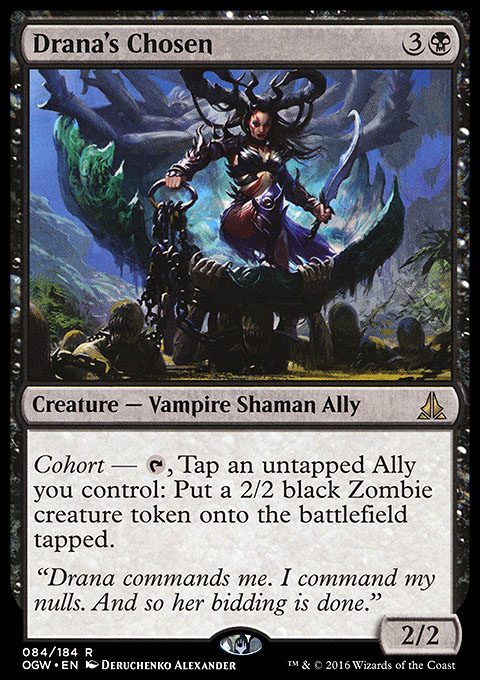 Drana's Chosen 3
Creature — Vampire Shaman Ally
Cohort — , Tap an untapped Ally
you control: Put a 2/2 black Zombie
creature token onto the battlefield
tapped.
“Drana commands me. I command my
nulls. And so her bidding is done.”
2/2
084/184 R
OGW • EN Deruchenko Alexander
™ & © 2016 Wizards of the Coast